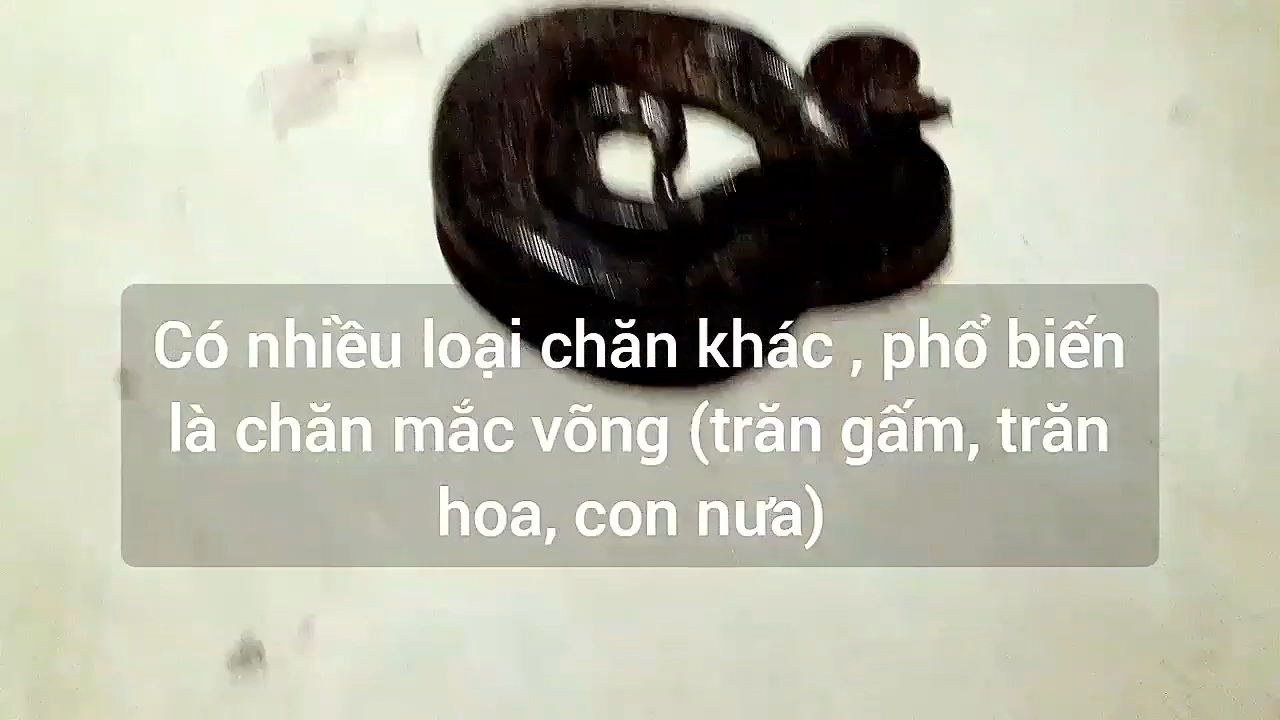 Có nhiều loại chăn khác , phổ biến
là chăn mắc võng (trăn gấm, trăn
hoa, con nưa)